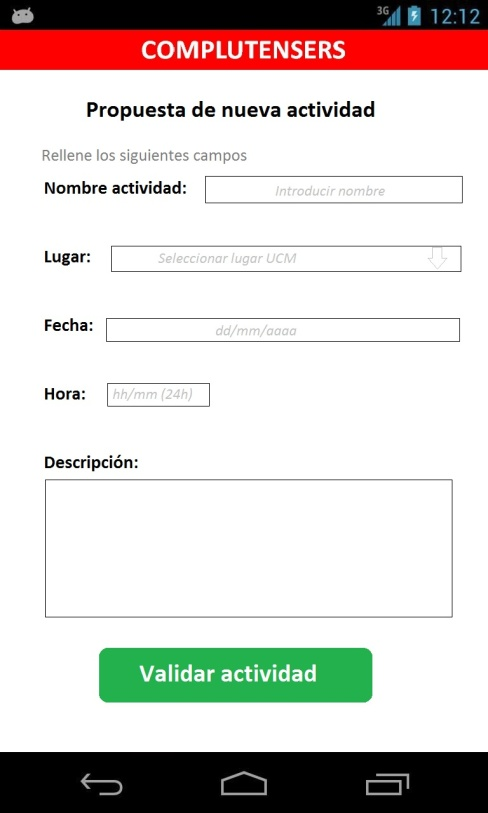 3G 12:12
COMPLUTENSERS
Propuesta de nueva actividad
Rellene los siguientes campos
Nombre actividad: Introducir nombre
Lugar: Seleccionar lugar UCM
Fecha: dd/mm/aaaa
Hora: hh/mm (24h)
Descripción:
Validar actividad